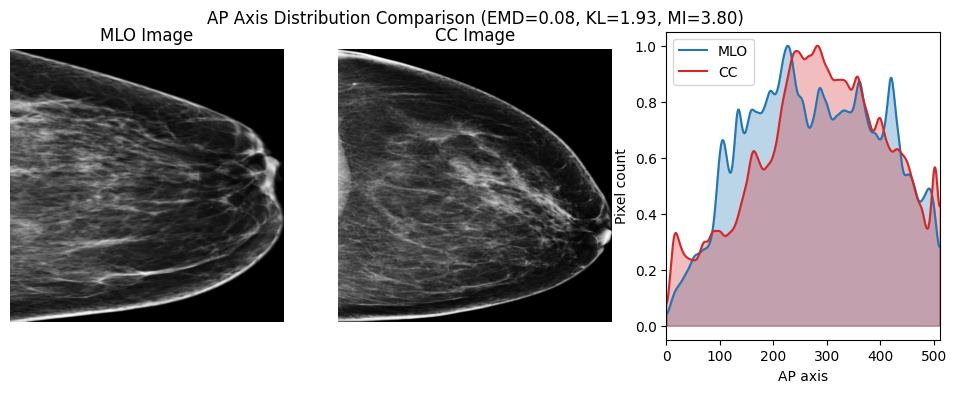 AP Axis Distribution Comparison (EMD=0.08, KL=1.93, MI=3.80)
MLO Image
CC Image
MLO
CC
1.0
0.8
0.6
0.4
0.2
0.0
Pixel count
0 100 200 300 400 500
AP axis